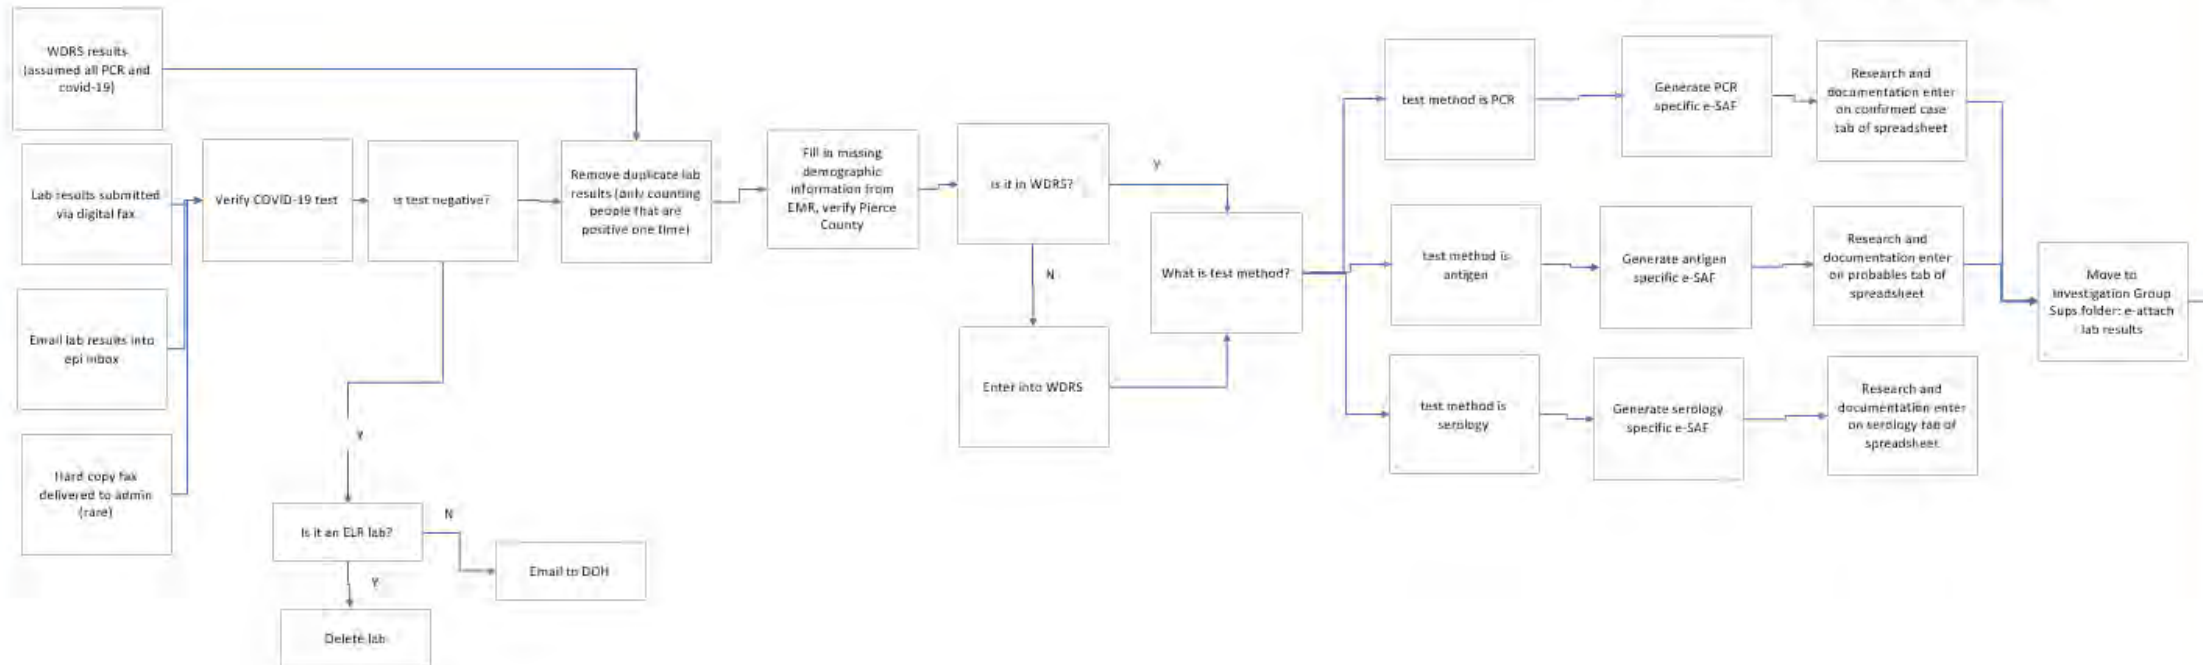 WDRS results
(assumed all PCR and
covid-19)
Lab results submitted
via digital fax
Email lab results into
epi inbox
Hard copy fax
delivered to admin
(rare)
Verify COVID-19 test
is test negative?
Y
Is it an ELR lab?
N
Email to DOH
Y
Delete lab
Remove duplicate lab
results (only counting
people that are
positive one time)
Fill in missing
demographic
information from
EMR, verify Pierce
County
is it in WDRS?
Y
N
Enter into WDRS
What is test method?
test method is PCR
Generate PCR
specific e-SAF
Research and
documentation enter
on confirmed case
tab of spreadsheet
test method is
antigen
Generate antigen
specific e-SAF
Research and
documentation enter
on probables tab of
spreadsheet
test method is
serology
Generate serology
specific e-SAF
Research and
documentation enter
on serology tab of
spreadsheet
Move to
Investigation Group
Sups folder: e-attach
lab results